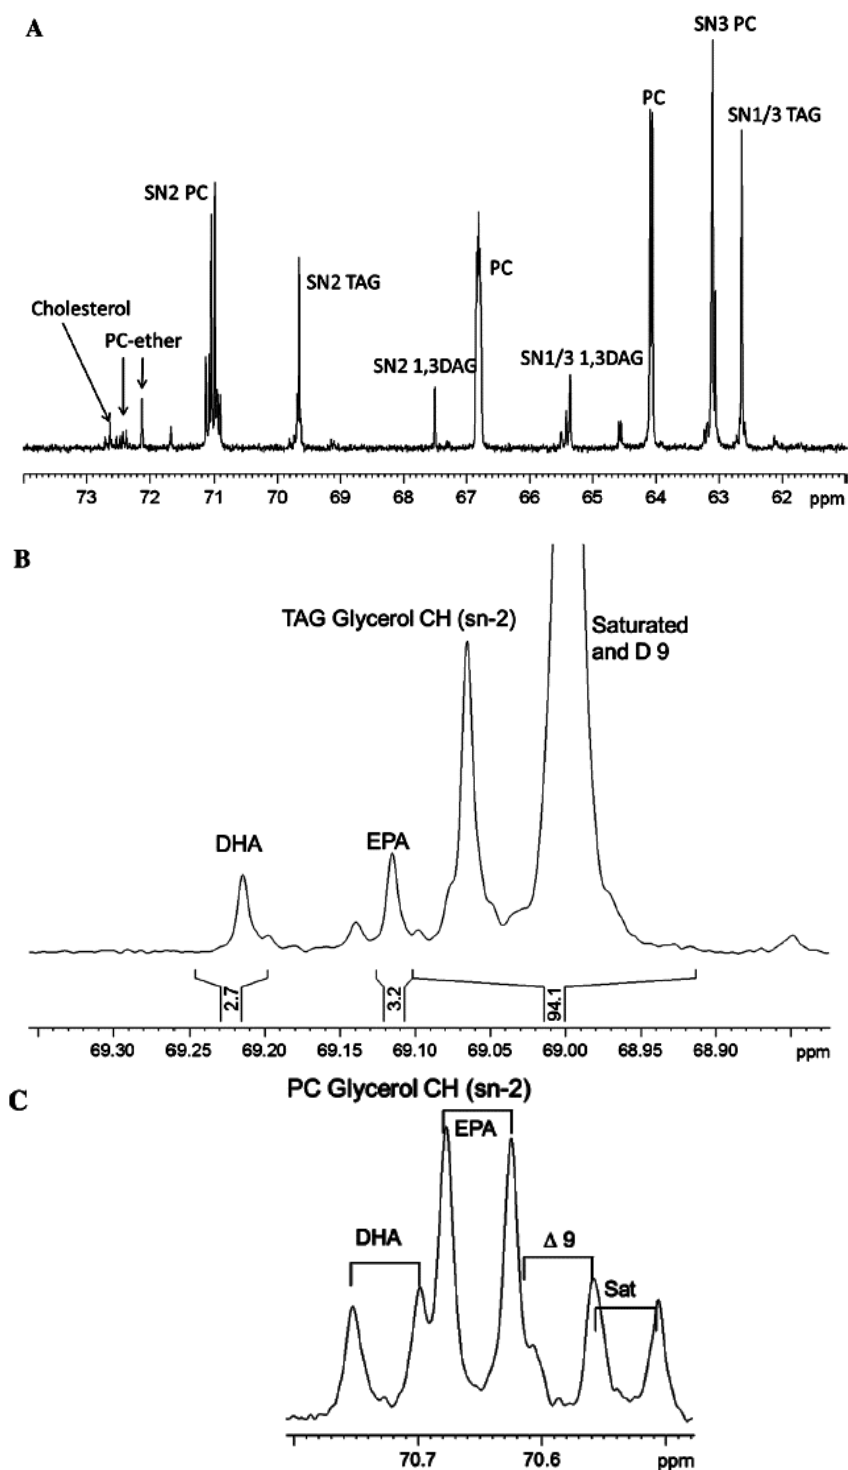 A
SN3 PC
PC
SN1/3 TAG
SN2 PC
SN2 TAG
PC
Cholesterol
PC-ether
SN2 1,3DAG
SN1/3 1,3DAG
73 72 71 70 69 68 67 66 65 64 63 62 ppm
B
TAG Glycerol CH (sn-2)
Saturated
and D 9
DHA
EPA
2.7
3.2
94.1
69.30 69.25 69.20 69.15 69.10 69.05 69.00 68.95 68.90 ppm
C
PC Glycerol CH (sn-2)
EPA
DHA
Δ 9
Sat
70.7 70.6 ppm